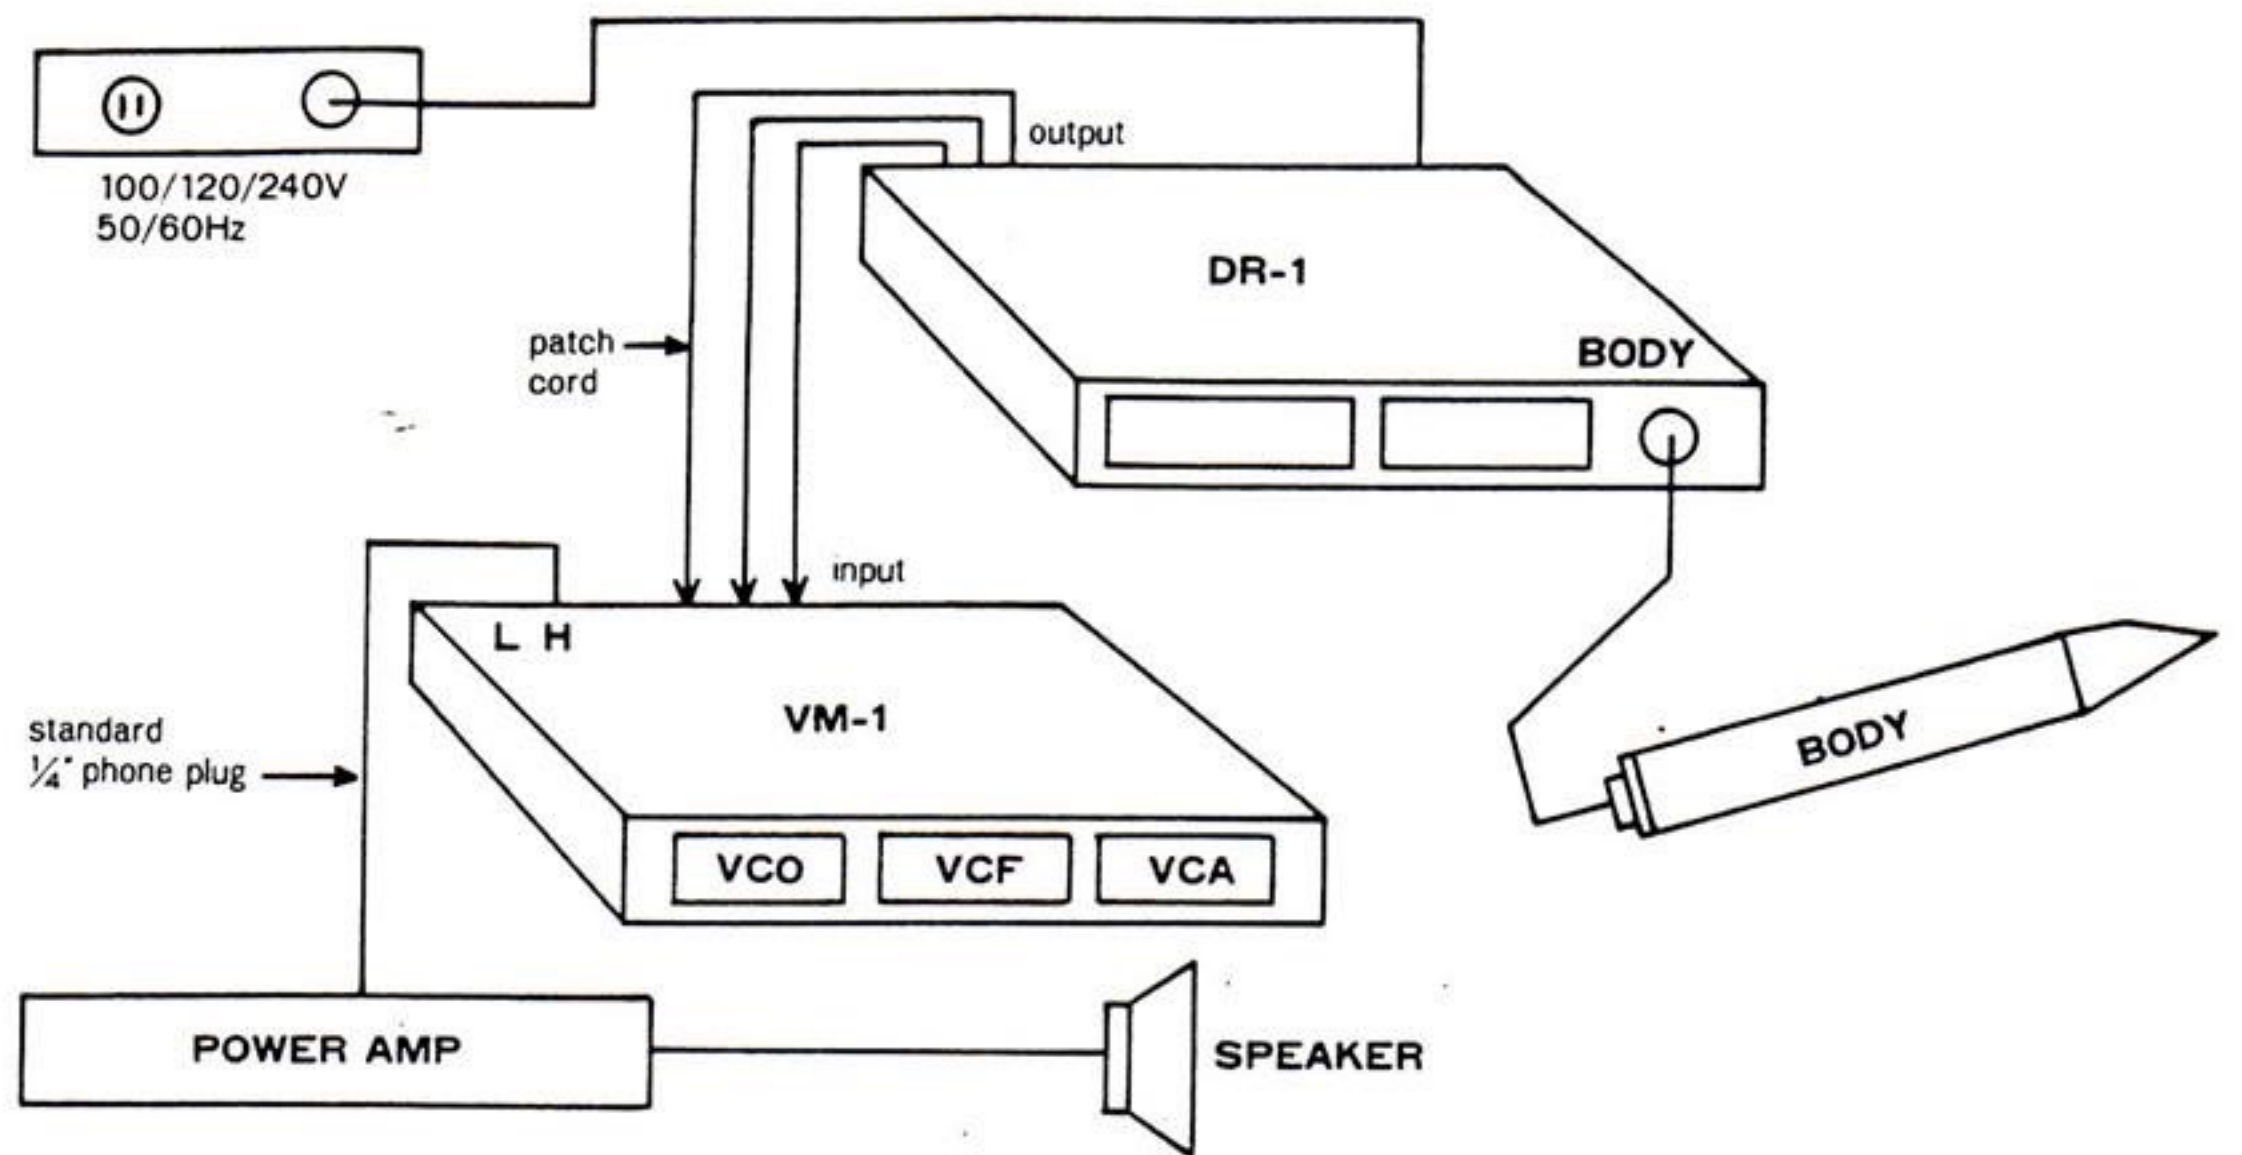 100/120/240V
50/60Hz
output
DR-1
BODY
patch
cord
input
L H
VM-1
standard
¼" phone plug
BODY
VCO
VCF
VCA
POWER AMP
SPEAKER